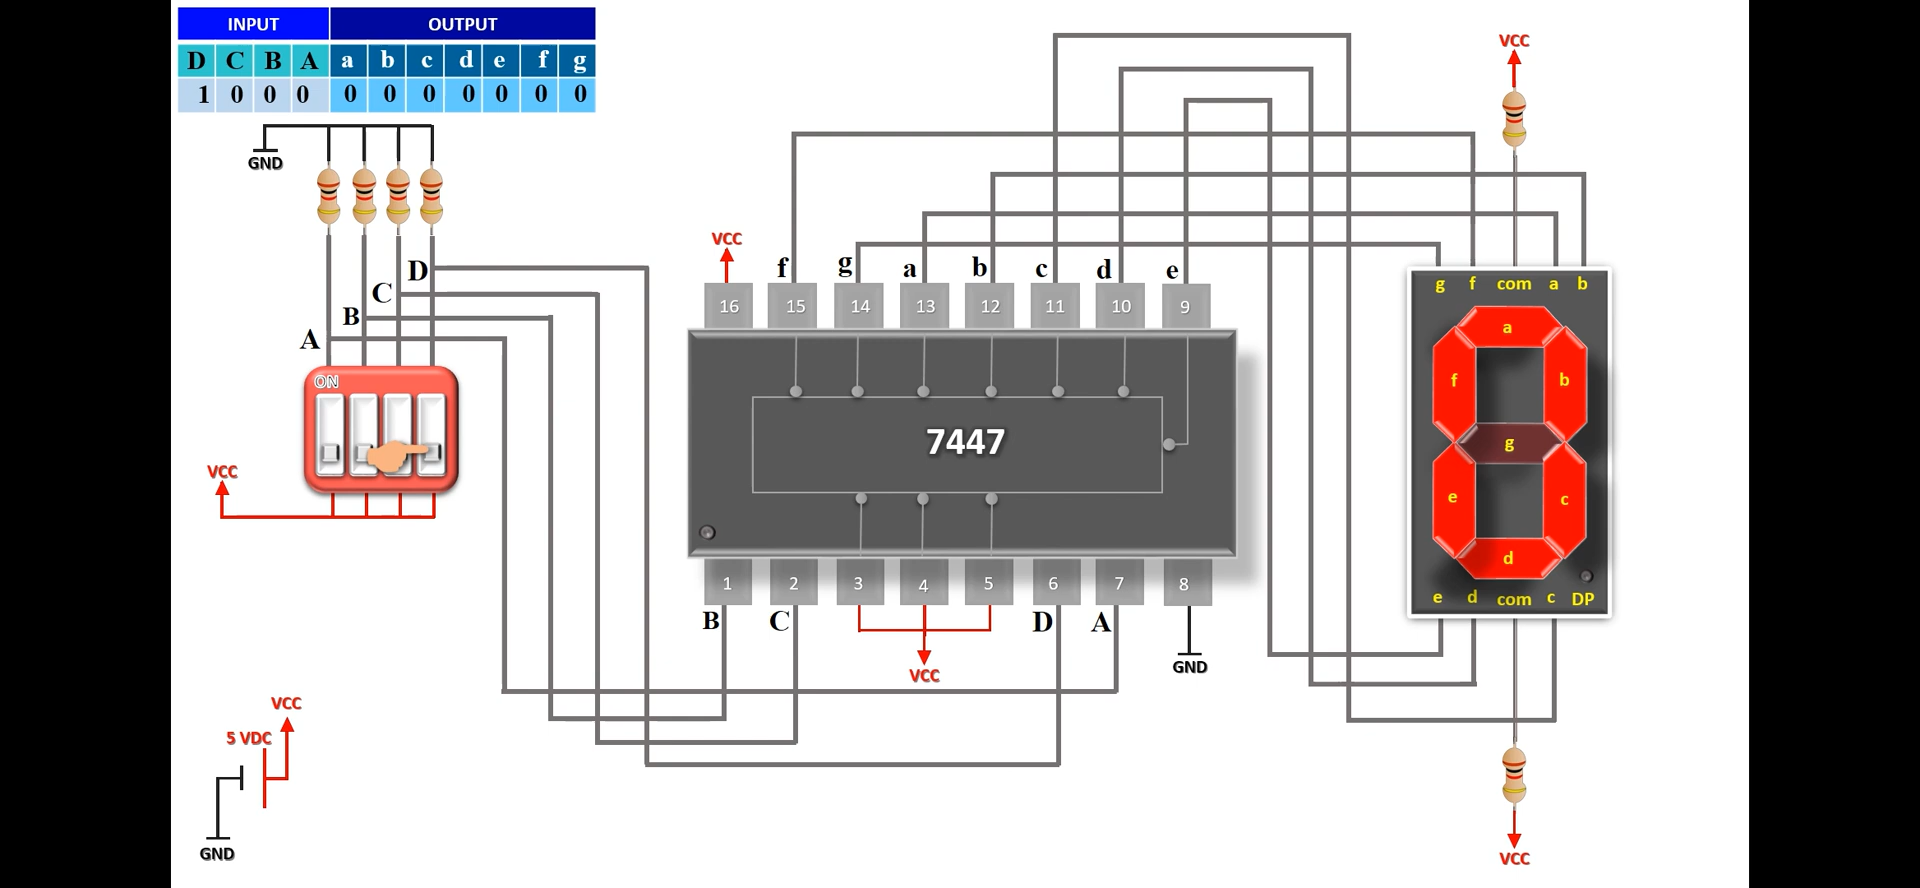 INPUT OUTPUT
D C B A a b c d e f g
1 0 0 0 0 0 0 0 0 0 0
GND
VCC
VCC
D
C
B
A
f g a b c d e
16 15 14 13 12 11 10 9
g f com a b
ON
a
f b
7447
g
VCC
e c
d
1 2 3 4 5 6 7 8
e d com c DP
B C D A
VCC
GND
VCC
5 VDC
GND
VCC